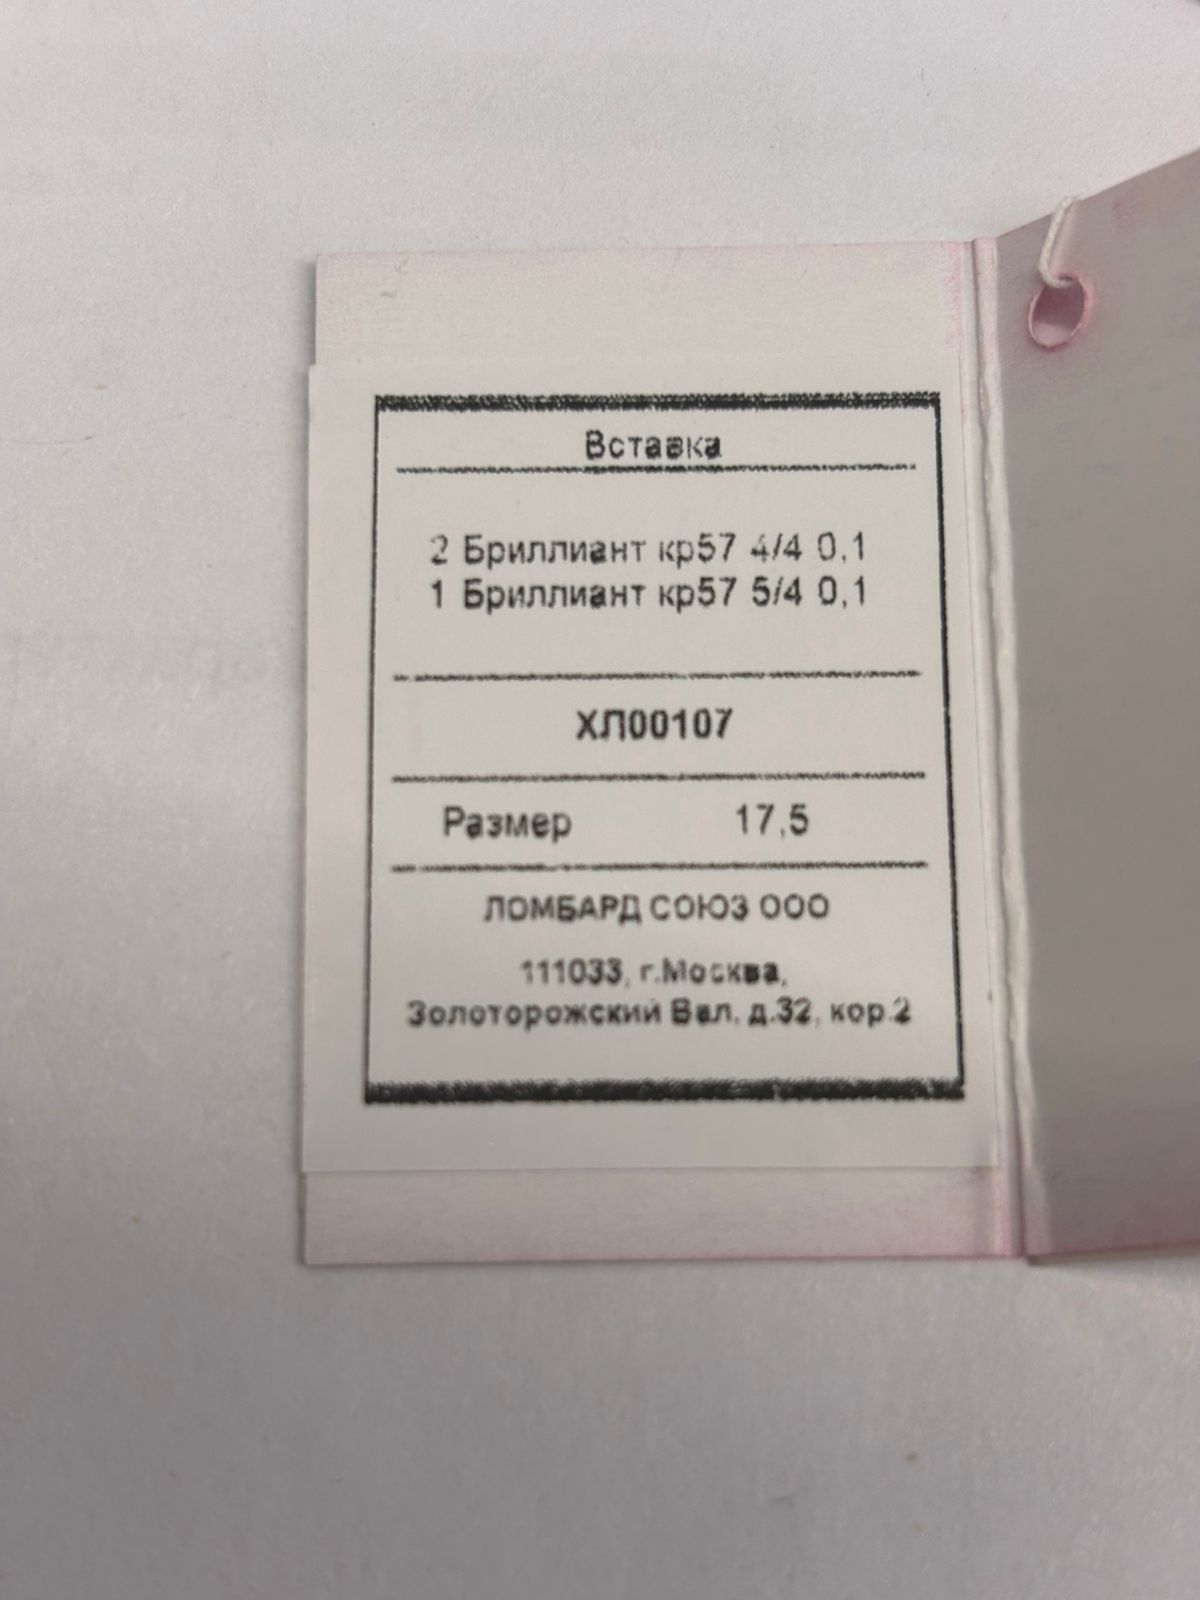 Вставка
2 Бриллиант кр57 4/4 0,1
1 Бриллиант кр57 5/4 0,1
ХЛ00107
Размер 17,5
ЛОМБАРД СОЮЗ ООО
111033, г.Москва,
Золоторожский Вал, д.32, кор.2